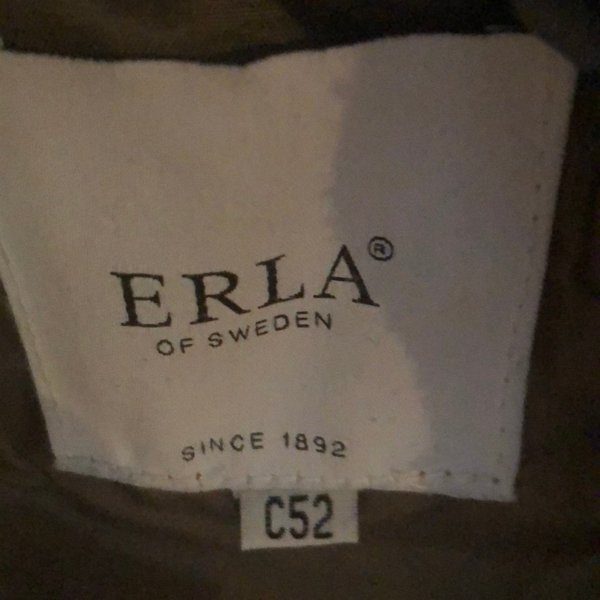 ERLA®
OF SWEDEN
SINCE 1892
C52